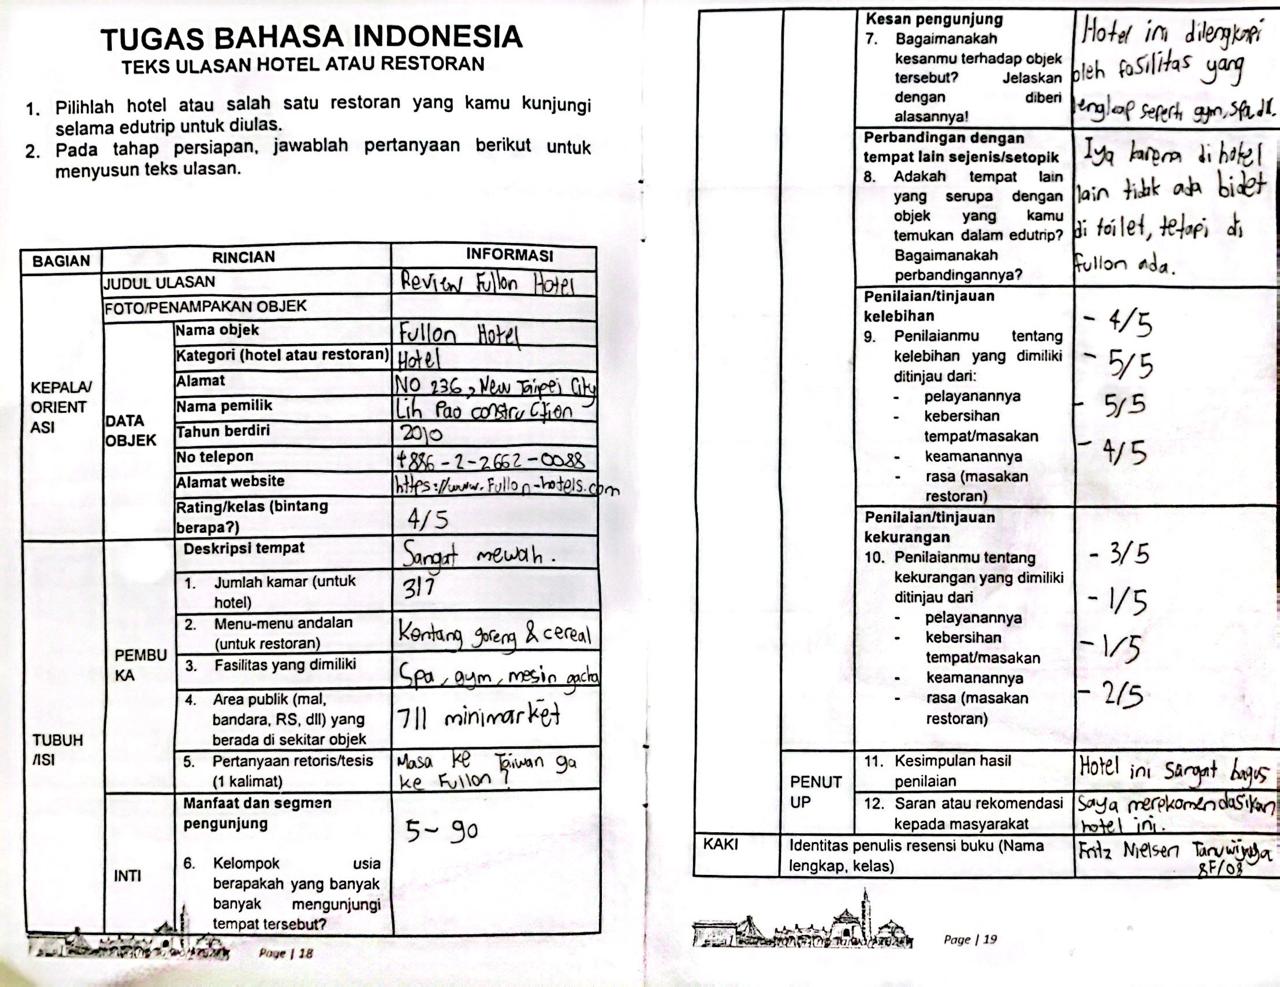 TUGAS BAHASA INDONESIA
TEKS ULASAN HOTEL ATAU RESTORAN
1. Pilihlah hotel atau salah satu restoran yang kamu kunjungi
selama edutrip untuk diulas.
2. Pada tahap persiapan, jawablah pertanyaan berikut untuk
menyusun teks ulasan.
BAGIAN RINCIAN INFORMASI
KEPALA/
ORIENT
ASI
JUDUL ULASAN
Review Fullon Hotel
FOTO/PENAMPAKAN OBJEK
DATA
OBJEK
Nama objek
Fullon Hotel
Kategori (hotel atau restoran)
Hotel
Alamat
NO 236, New Taipei City
Nama pemilik
Lih Pao construction
Tahun berdiri
2010
No telepon
+886-2-2662-0088
Alamat website
https://www.Fullon-hotels.com
Rating/kelas (bintang
berapa?)
4/5
TUBUH
/ISI
PEMBU
KA
Deskripsi tempat
Sangat mewah.
1. Jumlah kamar (untuk
hotel)
317
2. Menu-menu andalan
(untuk restoran)
Kentang goreng & cereal
3. Fasilitas yang dimiliki
Spa, gym, mesin gacha
4. Area publik (mal,
bandara, RS, dll) yang
berada di sekitar objek
711 minimarket
5. Pertanyaan retoris/tesis
(1 kalimat)
Masa ke Taiwan ga
ke Fullon?
INTI
Manfaat dan segmen
pengunjung
6. Kelompok usia
berapakah yang banyak
banyak mengunjungi
tempat tersebut?
5-90
Page | 18
Kesan pengunjung
7. Bagaimanakah
kesanmu terhadap objek
tersebut? Jelaskan
dengan diberi
alasannya!
Hotel ini dilengkapi
oleh fasilitas yang
lengkap seperti gym, spa, dll.
Perbandingan dengan
tempat lain sejenis/setopik
8. Adakah tempat lain
yang serupa dengan
objek yang kamu
temukan dalam edutrip?
Bagaimanakah
perbandingannya?
Iya karena di hotel
lain tidak ada bidet
di toilet, tetapi di
fullon ada.
Penilaian/tinjauan
kelebihan
9. Penilaianmu tentang
kelebihan yang dimiliki
ditinjau dari:
- pelayanannya
- kebersihan
tempat/masakan
- keamanannya
- rasa (masakan
restoran)
- 4/5
- 5/5
- 5/5
- 4/5
Penilaian/tinjauan
kekurangan
10. Penilaianmu tentang
kekurangan yang dimiliki
ditinjau dari
- pelayanannya
- kebersihan
tempat/masakan
- keamanannya
- rasa (masakan
restoran)
- 3/5
- 1/5
- 1/5
- 2/5
PENUT
UP
11. Kesimpulan hasil
penilaian
Hotel ini sangat bagus
12. Saran atau rekomendasi
kepada masyarakat
Saya merekomendasikan
hotel ini.
KAKI
Identitas penulis resensi buku (Nama
lengkap, kelas)
Fritz Nielsen Taruwijaya
8F/08
Page | 19